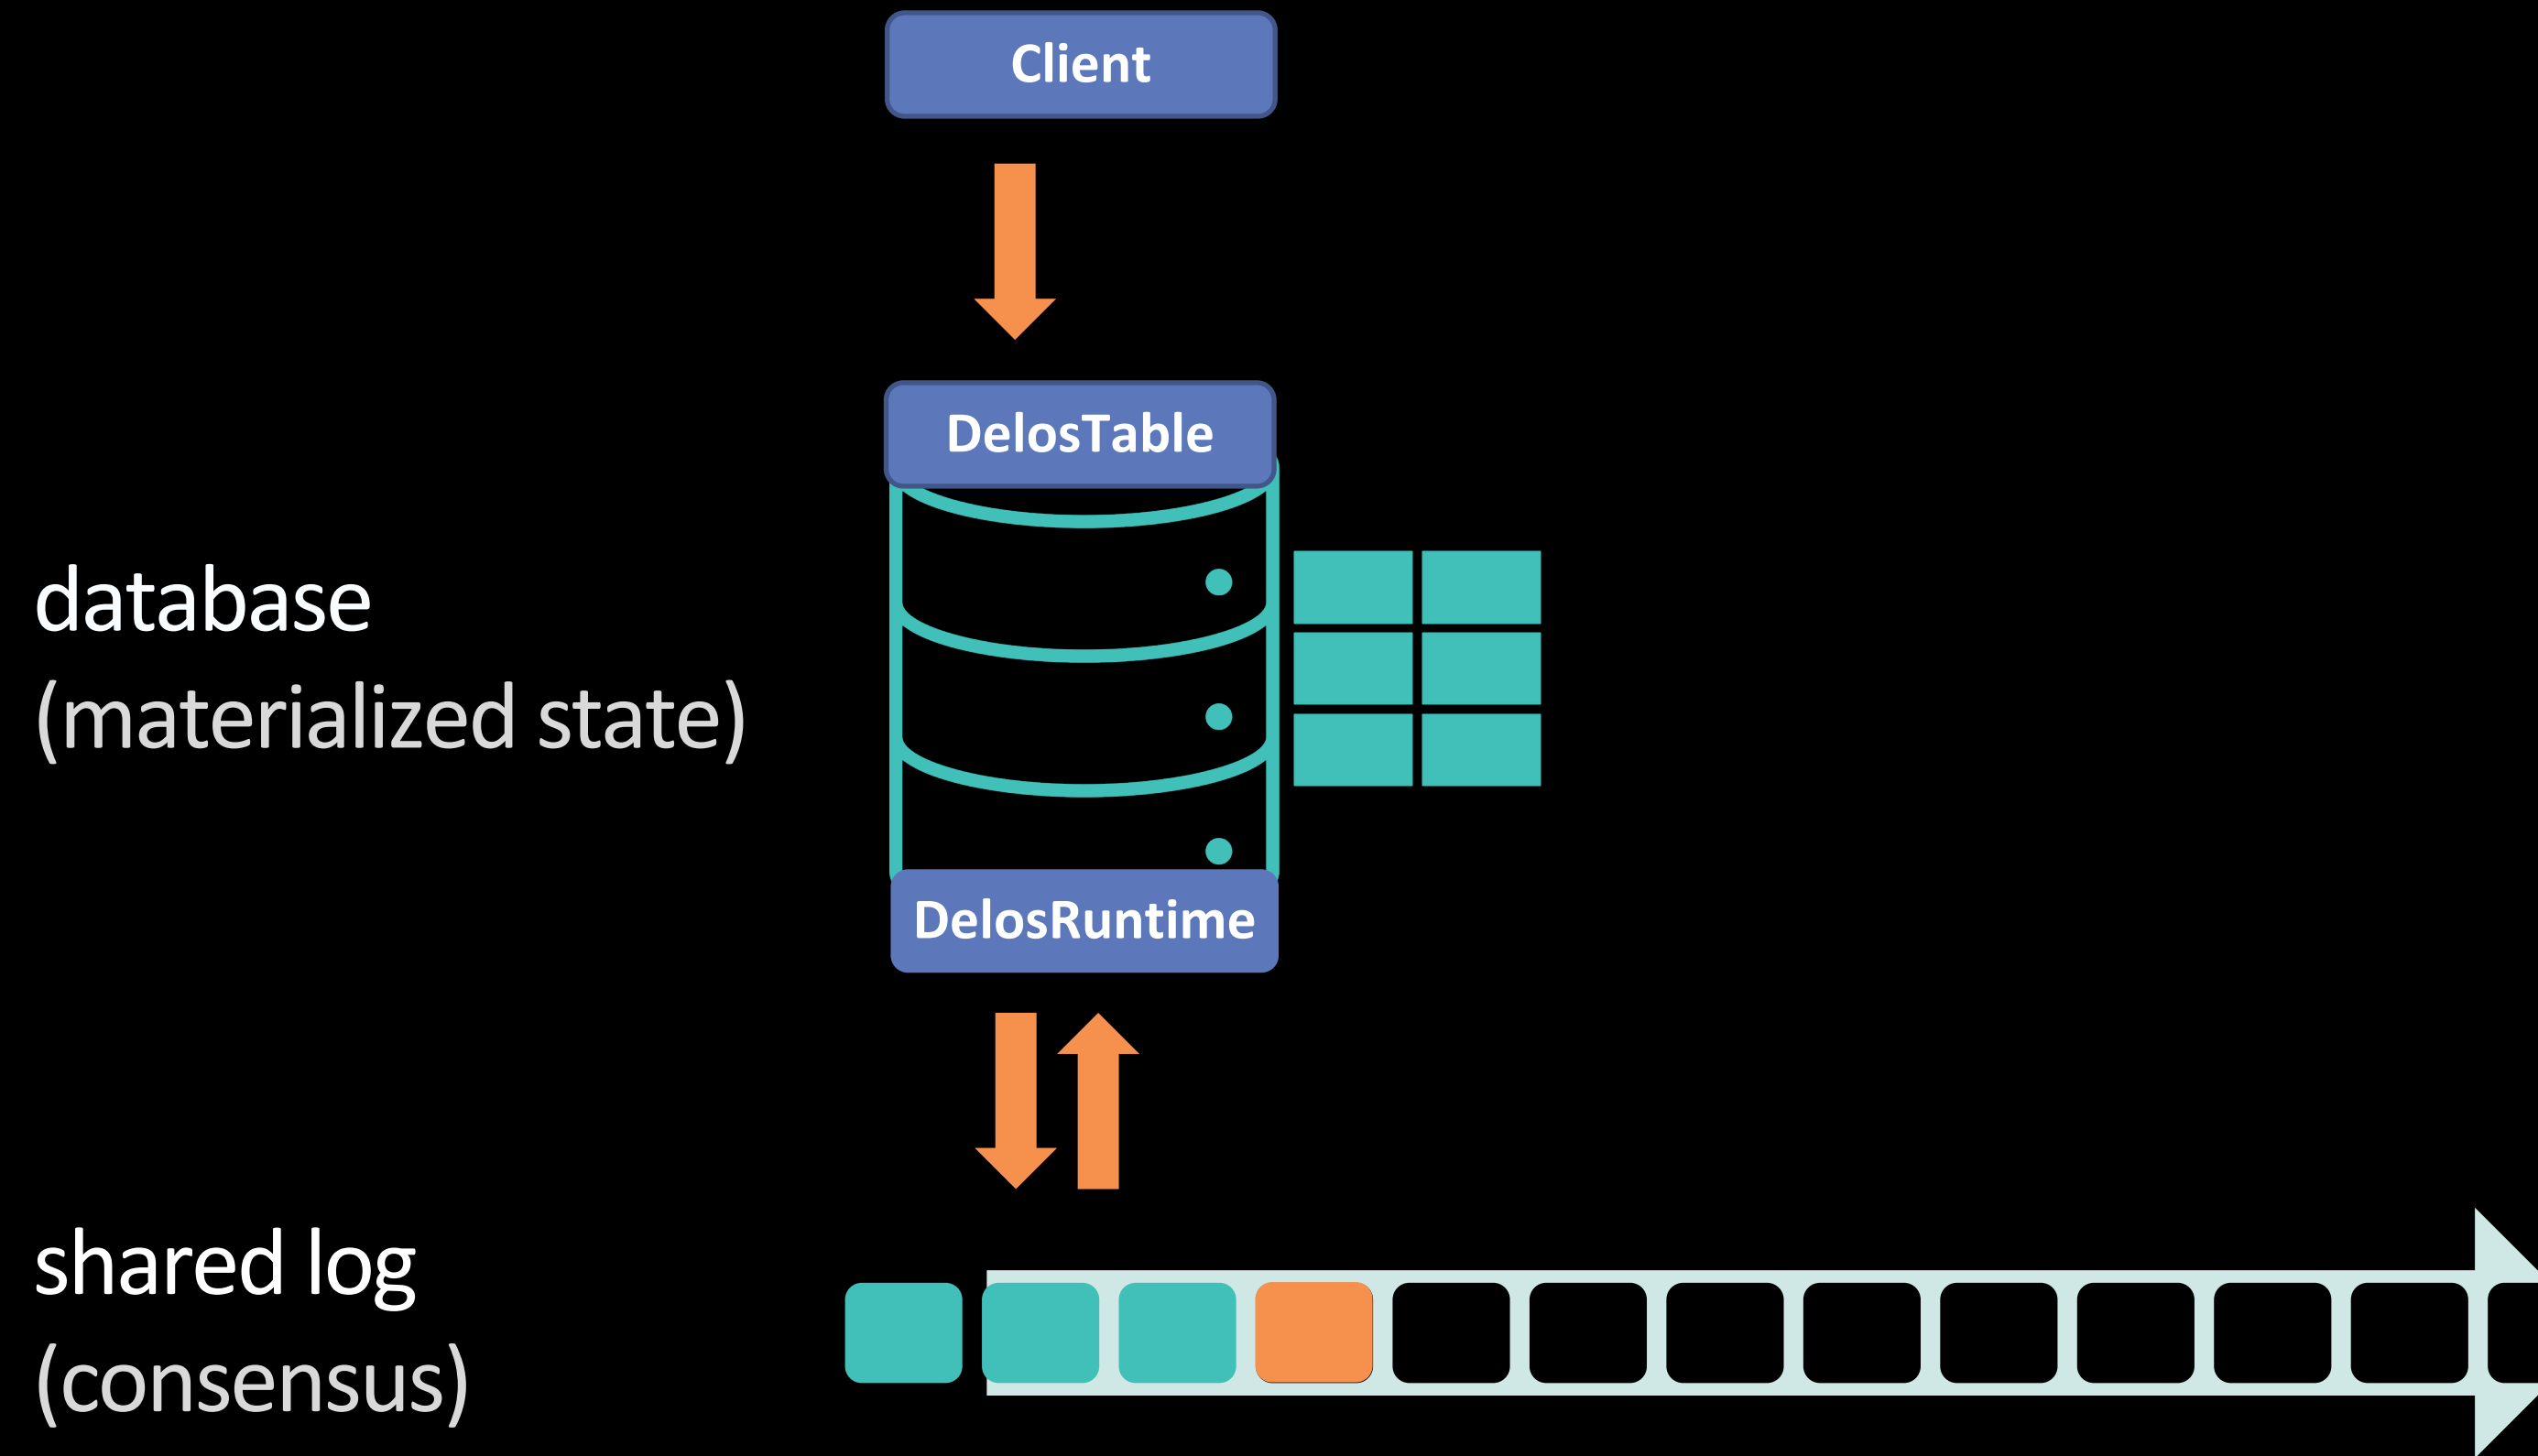 Client
DelosTable
database
(materialized state)
DelosRuntime
shared log
(consensus)